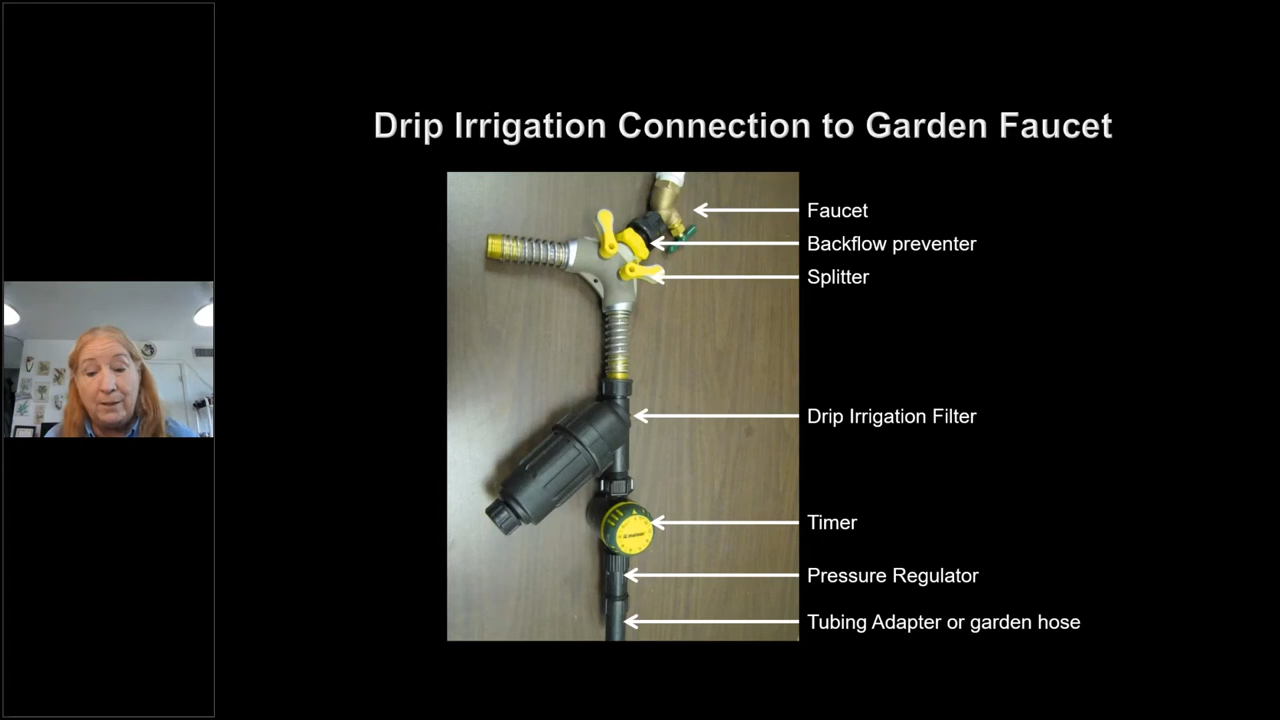 Drip Irrigation Connection to Garden Faucet
Faucet
Backflow preventer
Splitter
Drip Irrigation Filter
Timer
Pressure Regulator
Tubing Adapter or garden hose